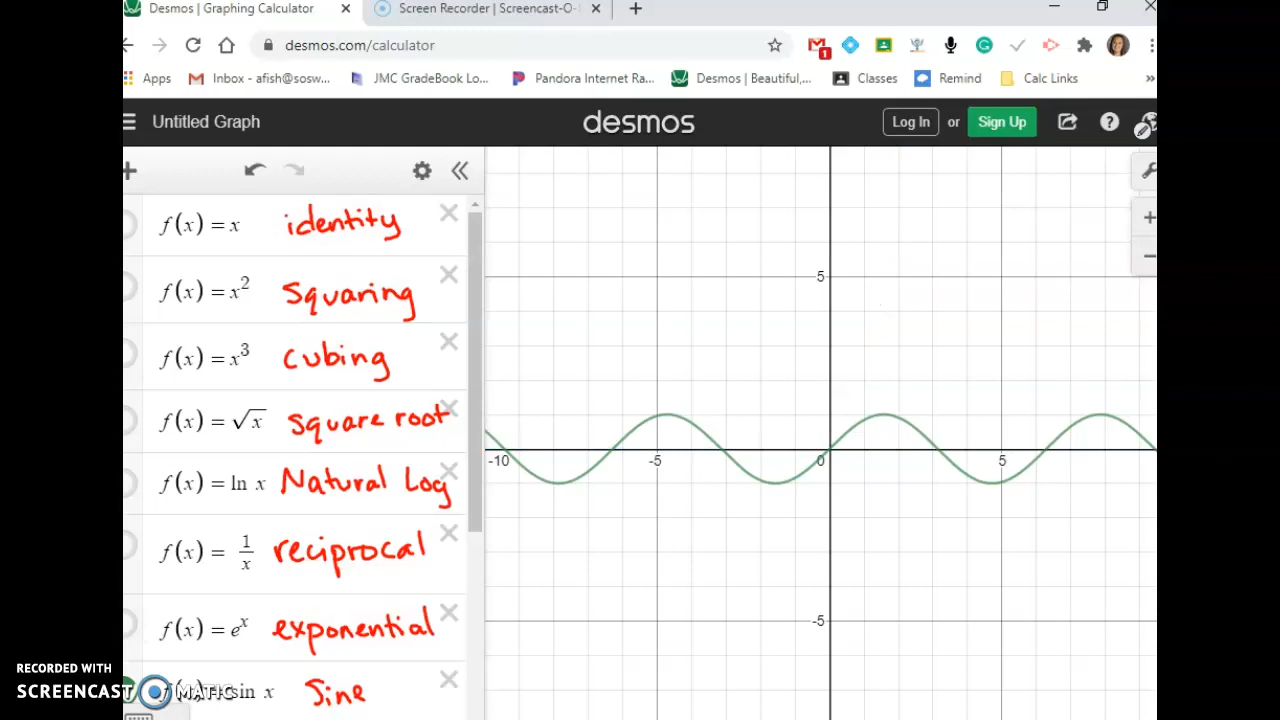 Desmos | Graphing Calculator
Screen Recorder | Screencast-O-
desmos.com/calculator
1
Apps
Inbox - afish@sosw...
JMC GradeBook Lo...
Pandora Internet Ra...
Desmos | Beautiful,...
Classes
Remind
Calc Links
»
Untitled Graph
desmos
Log In or Sign Up
f(x) = x identity
f(x) = x² Squaring
f(x) = x³ cubing
f(x) = √x square root
f(x) = ln x Natural Log
f(x) = 1/x reciprocal
f(x) = eˣ exponential
sin x Sine
5
-10 -5 0 5
-5
RECORDED WITH
SCREENCAST MATIC